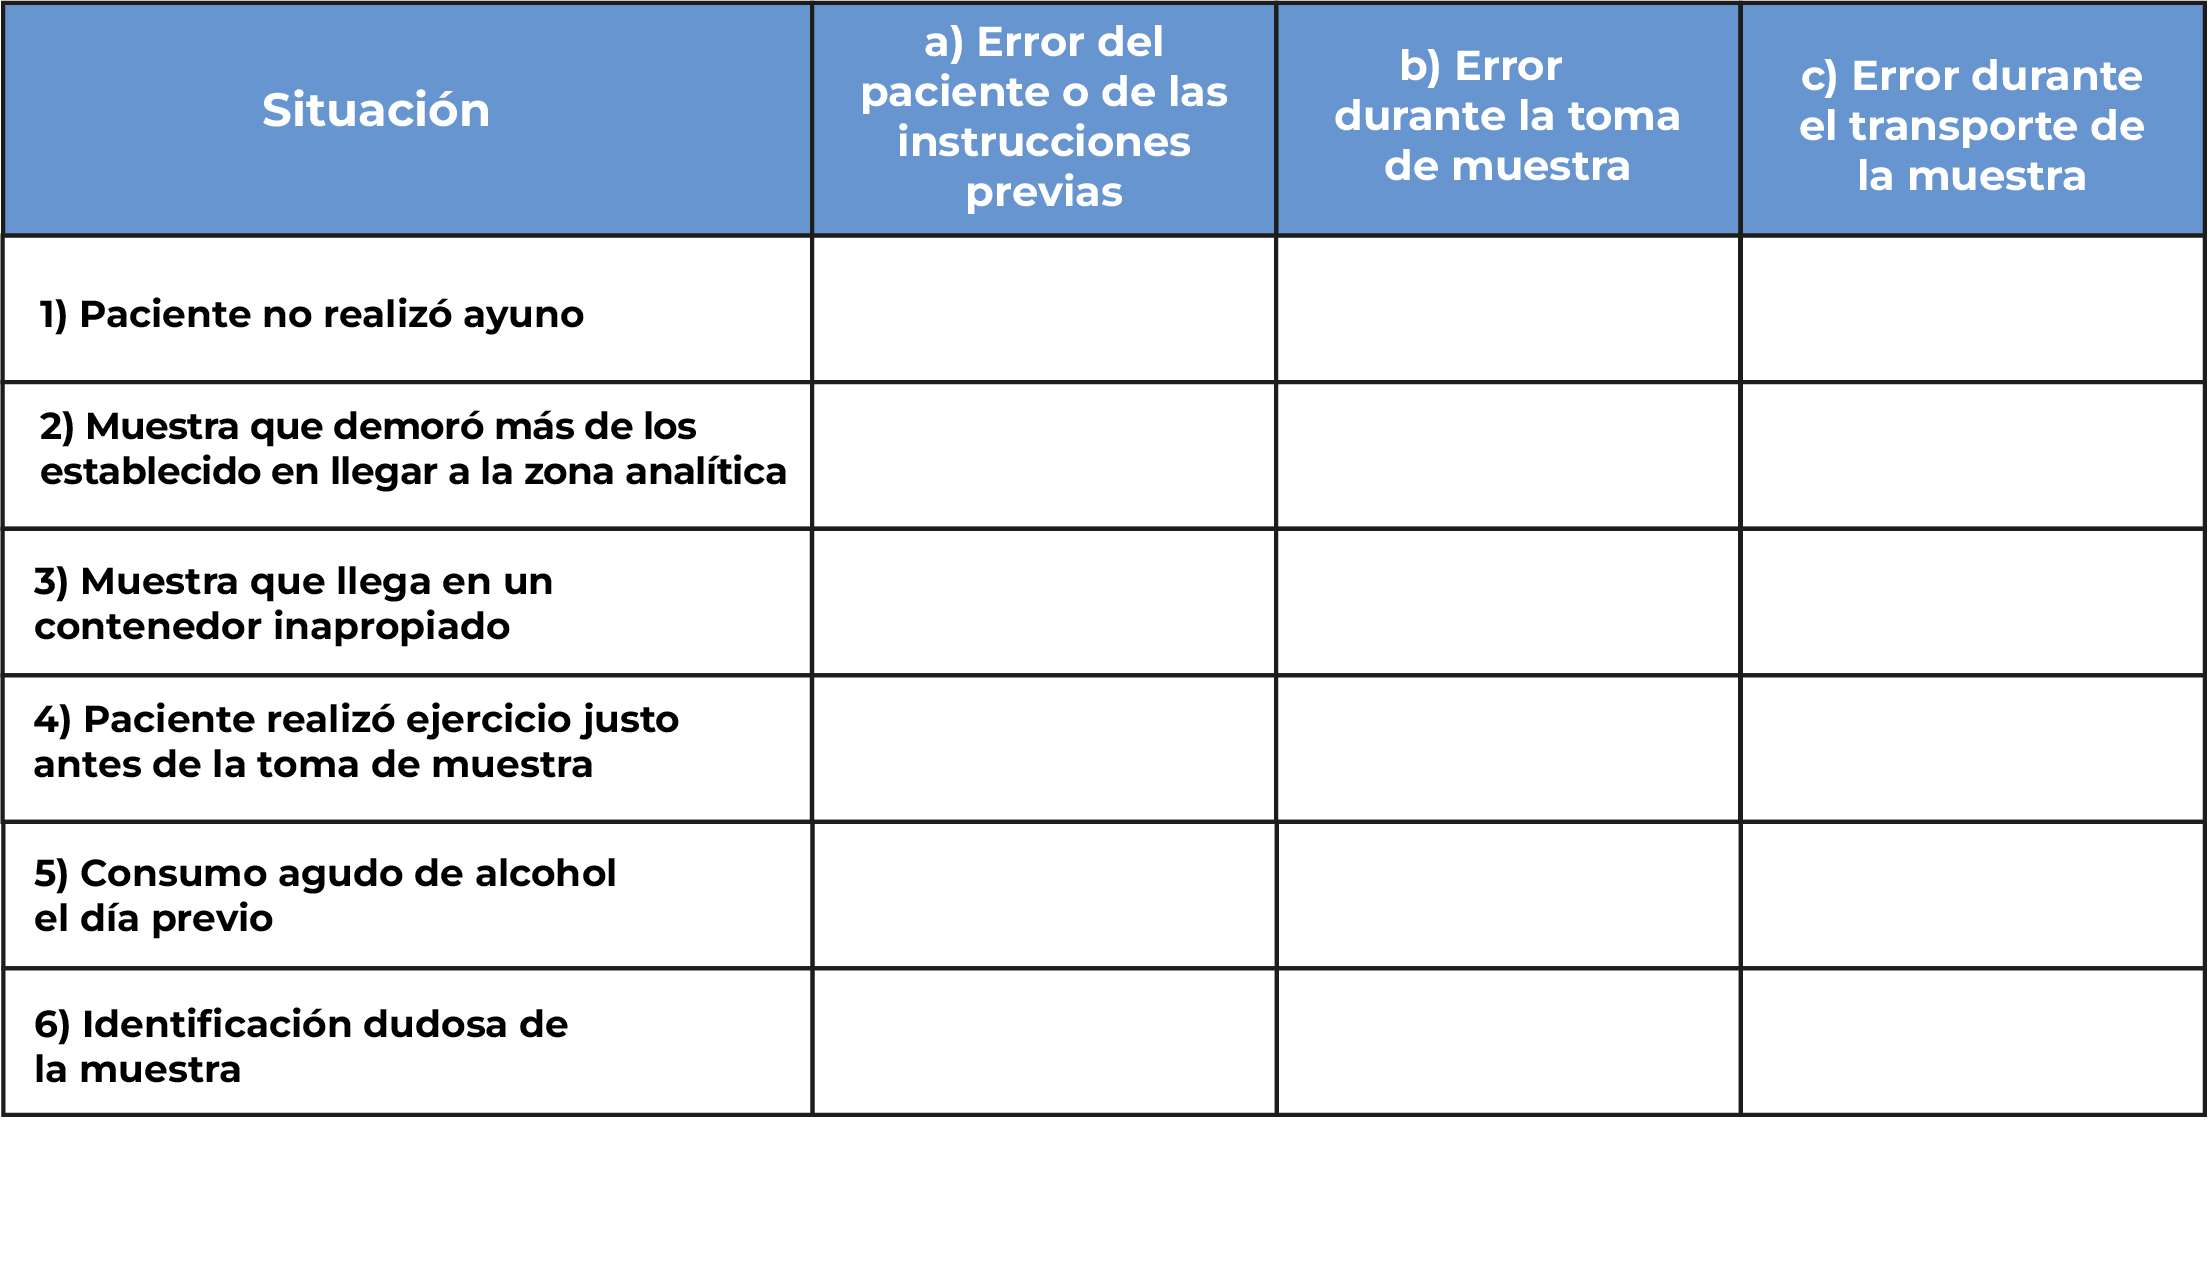 Situación
a) Error del
paciente o de las
instrucciones
previas
b) Error
durante la toma
de muestra
c) Error durante
el transporte de
la muestra
1) Paciente no realizó ayuno
2) Muestra que demoró más de los
establecido en llegar a la zona analítica
3) Muestra que llega en un
contenedor inapropiado
4) Paciente realizó ejercicio justo
antes de la toma de muestra
5) Consumo agudo de alcohol
el día previo
6) Identificación dudosa de
la muestra